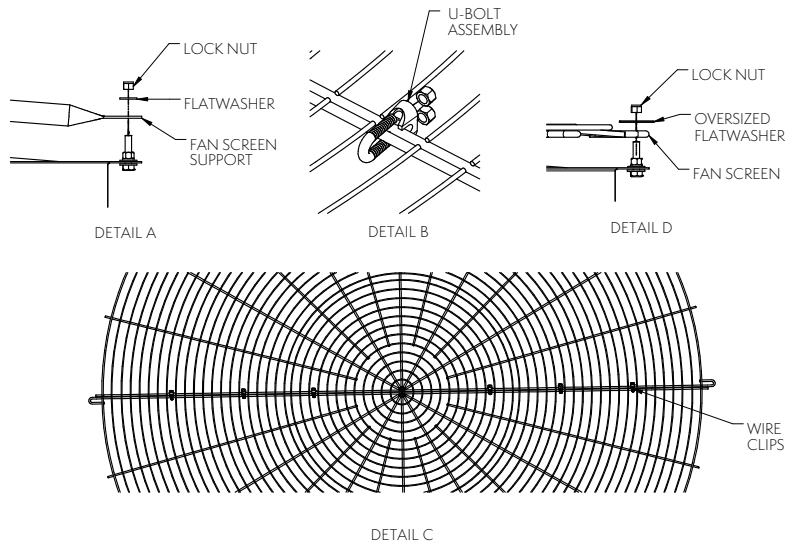 LOCK NUT
FLATWASHER
FAN SCREEN
SUPPORT
DETAIL A
U-BOLT
ASSEMBLY
DETAIL B
LOCK NUT
OVERSIZED
FLATWASHER
FAN SCREEN
DETAIL D
WIRE
CLIPS
DETAIL C